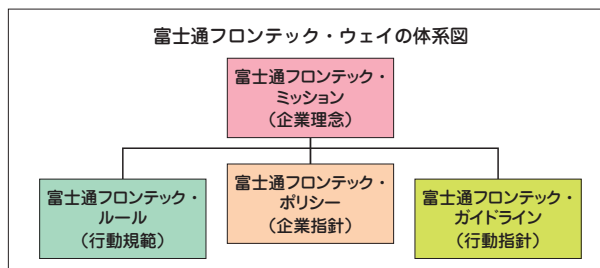 富士通フロンテック・ウェイの体系図
富士通フロンテック・
ミッション
（企業理念）
富士通フロンテック・
ルール
（行動規範）
富士通フロンテック・
ポリシー
（企業指針）
富士通フロンテック・
ガイドライン
（行動指針）